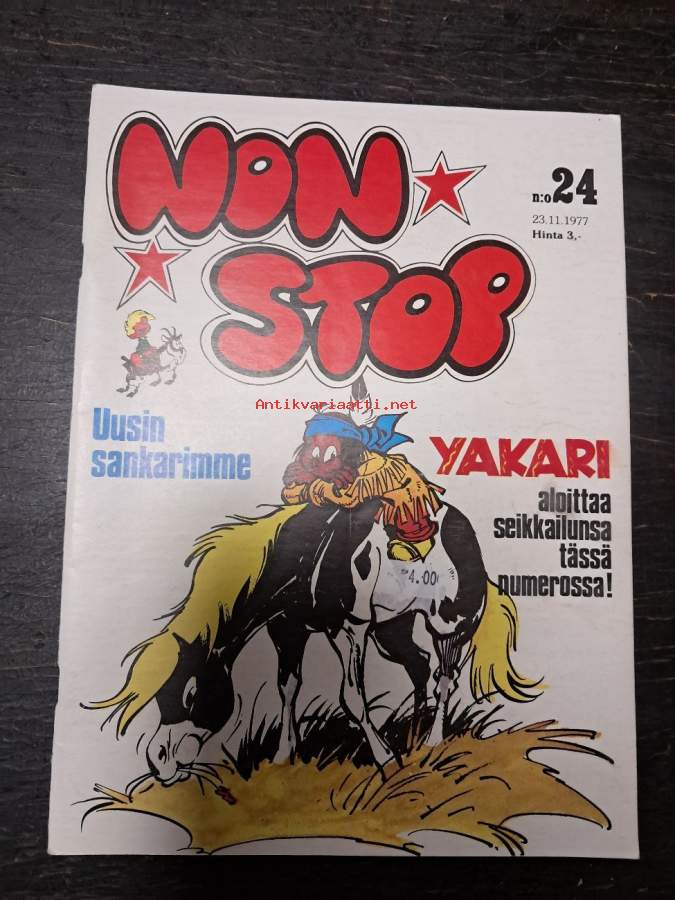 NON
STOP
n:o 24
23.11.1977
Hinta 3,-
Antikvariaatti.net
Uusin
sankarimme
YAKARI
aloittaa
seikkailunsa
tässä
numerossa!
4.00